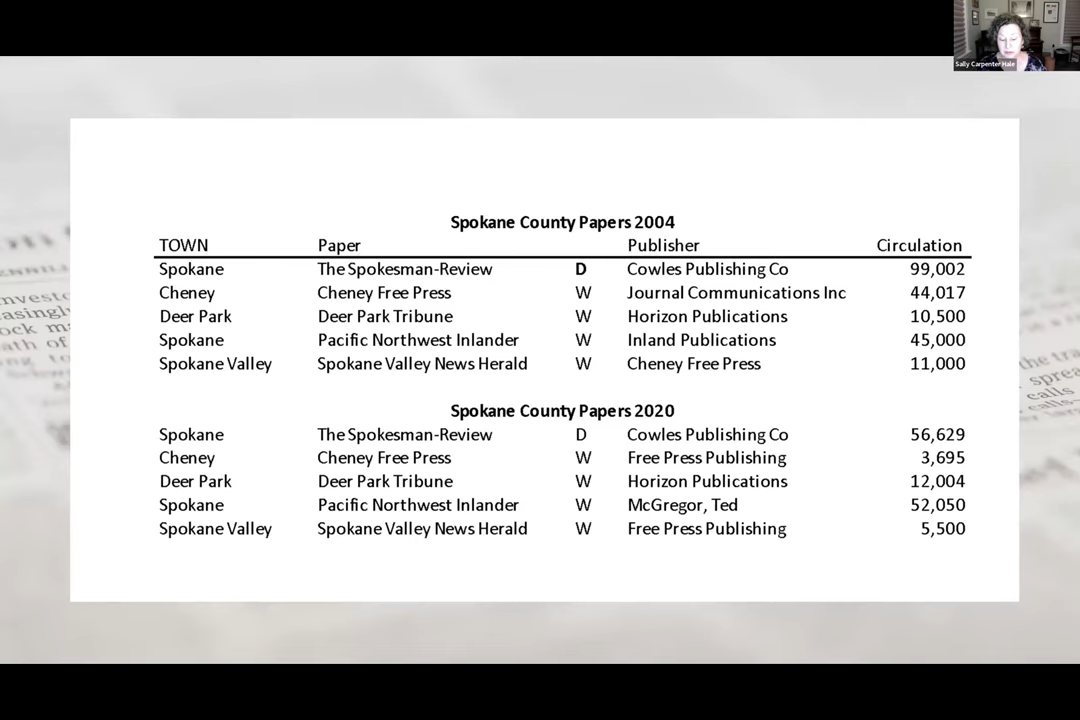 Sally Carpenter Hale
Spokane County Papers 2004
TOWN Paper Publisher Circulation
Spokane The Spokesman-Review D Cowles Publishing Co 99,002
Cheney Cheney Free Press W Journal Communications Inc 44,017
Deer Park Deer Park Tribune W Horizon Publications 10,500
Spokane Pacific Northwest Inlander W Inland Publications 45,000
Spokane Valley Spokane Valley News Herald W Cheney Free Press 11,000
Spokane County Papers 2020
Spokane The Spokesman-Review D Cowles Publishing Co 56,629
Cheney Cheney Free Press W Free Press Publishing 3,695
Deer Park Deer Park Tribune W Horizon Publications 12,004
Spokane Pacific Northwest Inlander W McGregor, Ted 52,050
Spokane Valley Spokane Valley News Herald W Free Press Publishing 5,500